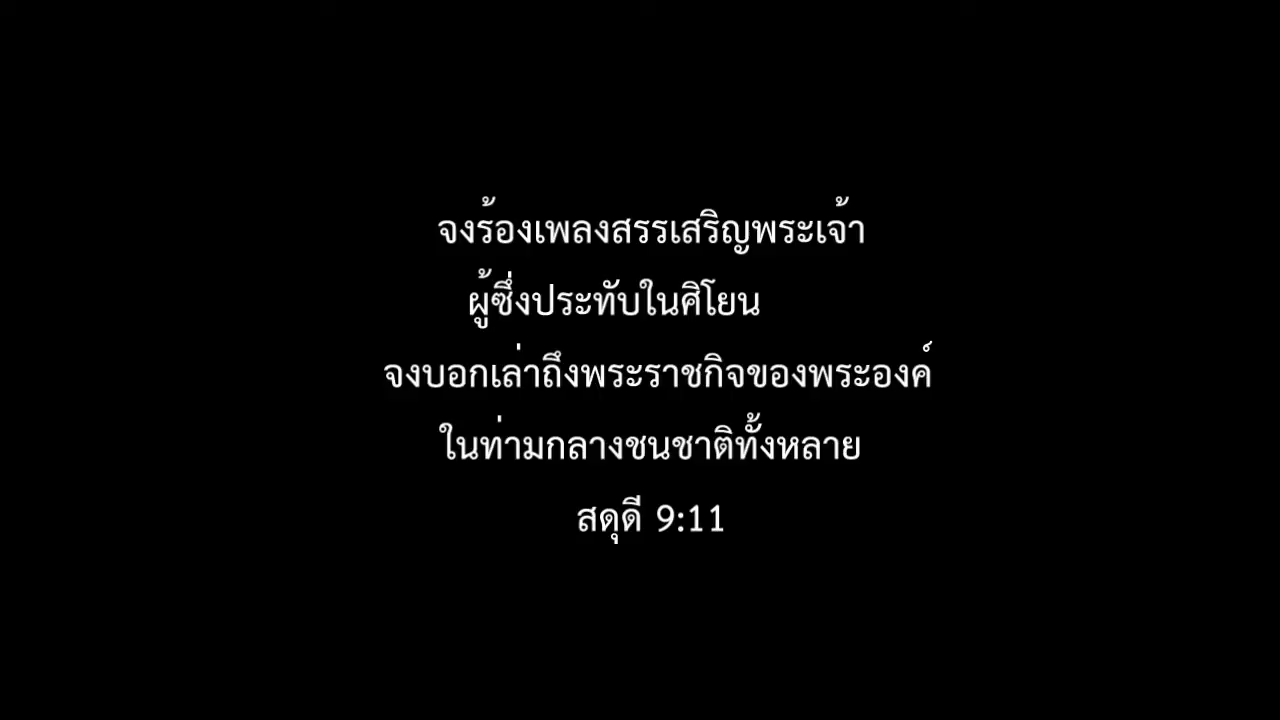 จงร้องเพลงสรรเสริญพระเจ้า
ผู้ซึ่งประทับในศิโยน
จงบอกเล่าถึงพระราชกิจของพระองค์
ในท่ามกลางชนชาติทั้งหลาย
สดุดี 9:11